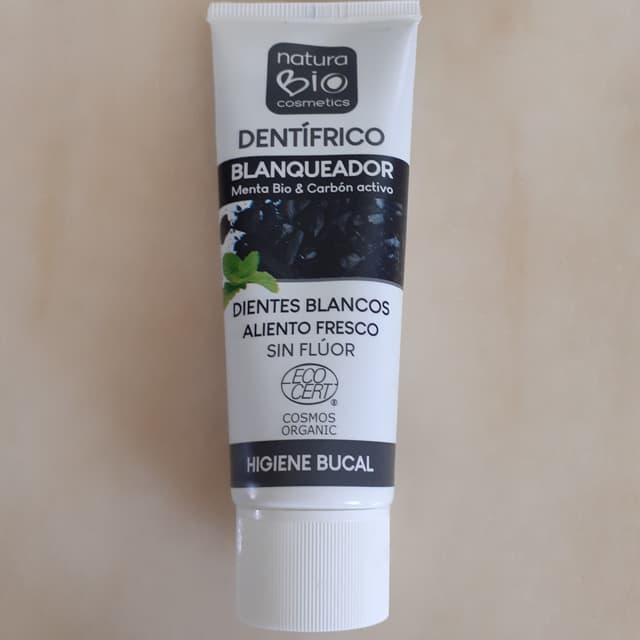 natura
Bio
cosmetics
DENTÍFRICO
BLANQUEADOR
Menta Bio & Carbón activo
DIENTES BLANCOS
ALIENTO FRESCO
SIN FLÚOR
ECO
CERT
®
COSMOS
ORGANIC
HIGIENE BUCAL